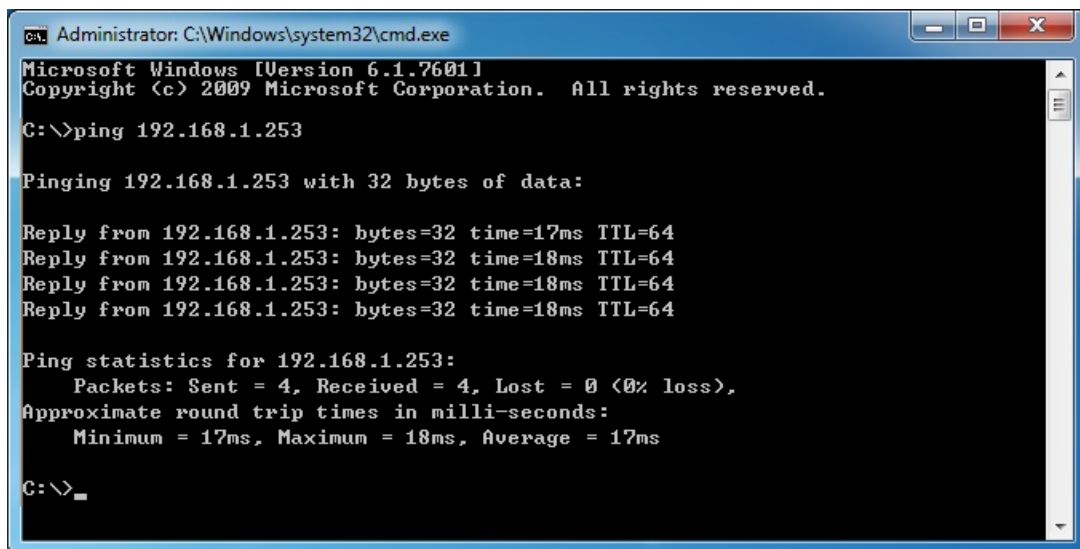 Administrator: C:\Windows\system32\cmd.exe
Microsoft Windows [Version 6.1.7601]
Copyright (c) 2009 Microsoft Corporation.  All rights reserved.
C:\>ping 192.168.1.253
Pinging 192.168.1.253 with 32 bytes of data:
Reply from 192.168.1.253: bytes=32 time=17ms TTL=64
Reply from 192.168.1.253: bytes=32 time=18ms TTL=64
Reply from 192.168.1.253: bytes=32 time=18ms TTL=64
Reply from 192.168.1.253: bytes=32 time=18ms TTL=64
Ping statistics for 192.168.1.253:
    Packets: Sent = 4, Received = 4, Lost = 0 (0% loss),
Approximate round trip times in milli-seconds:
    Minimum = 17ms, Maximum = 18ms, Average = 17ms
C:\>_